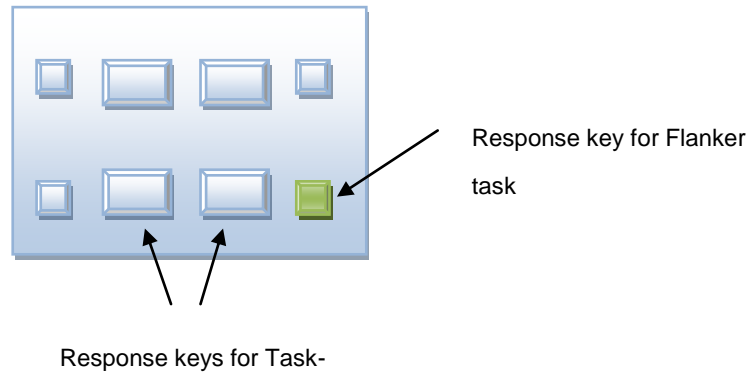 Response key for Flanker
task
Response keys for Task-